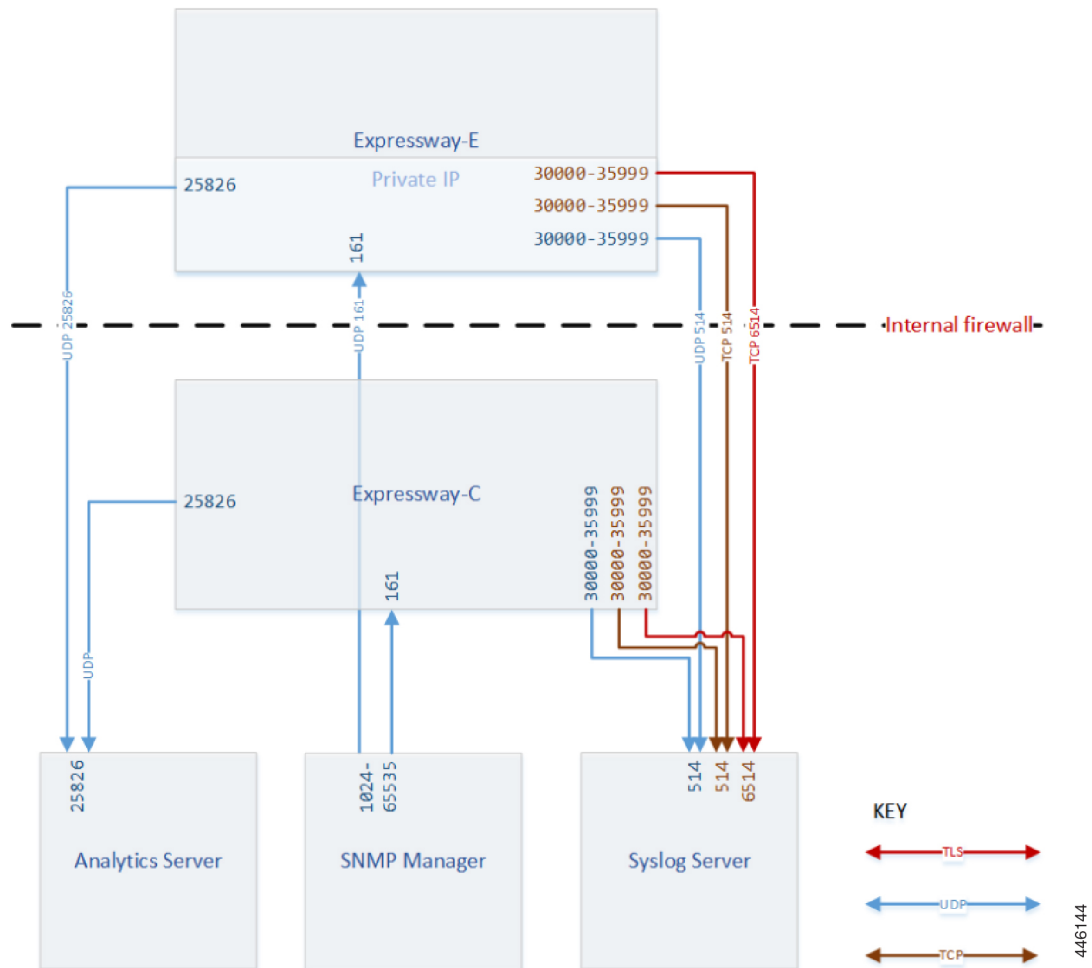 Expressway-E
Private IP
25826
30000-35999
30000-35999
30000-35999
161
UDP 25826
UDP 161
UDP 514
TCP 514
TCP 6514
Internal firewall
Expressway-C
25826
30000-35999
30000-35999
30000-35999
161
UDP
25826
1024-
65535
514
514
6514
Analytics Server
SNMP Manager
Syslog Server
KEY
TLS
UDP
TCP
446144